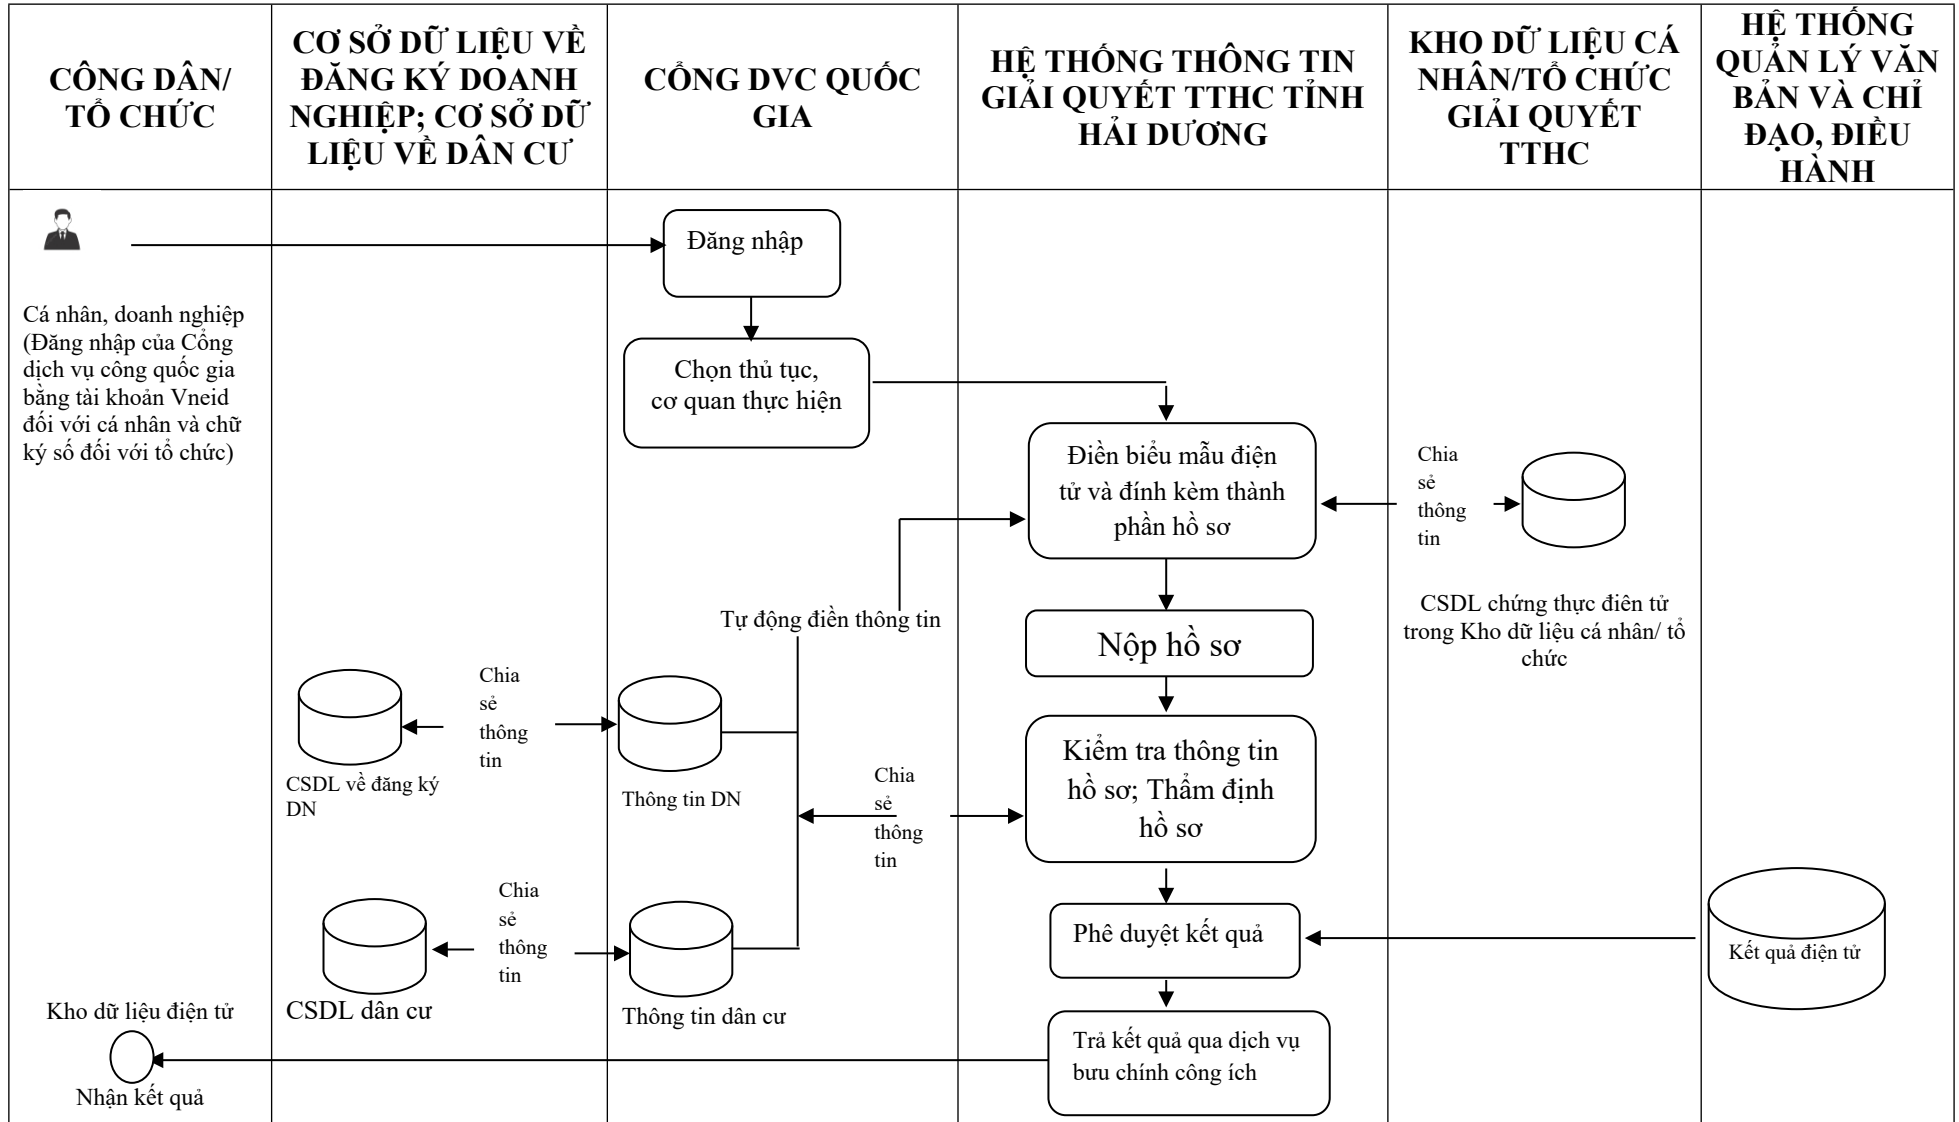 CÔNG DÂN/
TỔ CHỨC
CƠ SỞ DỮ LIỆU VỀ
ĐĂNG KÝ DOANH
NGHIỆP; CƠ SỞ DỮ
LIỆU VỀ DÂN CƯ
CỔNG DVC QUỐC
GIA
HỆ THỐNG THÔNG TIN
GIẢI QUYẾT TTHC TỈNH
HẢI DƯƠNG
KHO DỮ LIỆU CÁ
NHÂN/TỔ CHỨC
GIẢI QUYẾT
TTHC
HỆ THỐNG
QUẢN LÝ VĂN
BẢN VÀ CHỈ
ĐẠO, ĐIỀU
HÀNH
Đăng nhập
Cá nhân, doanh nghiệp
(Đăng nhập của Cổng
dịch vụ công quốc gia
bằng tài khoản Vneid
đối với cá nhân và chữ
ký số đối với tổ chức)
Chọn thủ tục,
cơ quan thực hiện
Điền biểu mẫu điện
tử và đính kèm thành
phần hồ sơ
Chia
sẻ
thông
tin
CSDL chứng thực điên tử
trong Kho dữ liệu cá nhân/ tổ
chức
Tự động điền thông tin
Nộp hồ sơ
Chia
sẻ
thông
tin
CSDL về đăng ký
DN
Thông tin DN
Chia
sẻ
thông
tin
Kiểm tra thông tin
hồ sơ; Thẩm định
hồ sơ
Chia
sẻ
thông
tin
CSDL dân cư
Thông tin dân cư
Phê duyệt kết quả
Kết quả điện tử
Trả kết quả qua dịch vụ
bưu chính công ích
Kho dữ liệu điện tử
Nhận kết quả